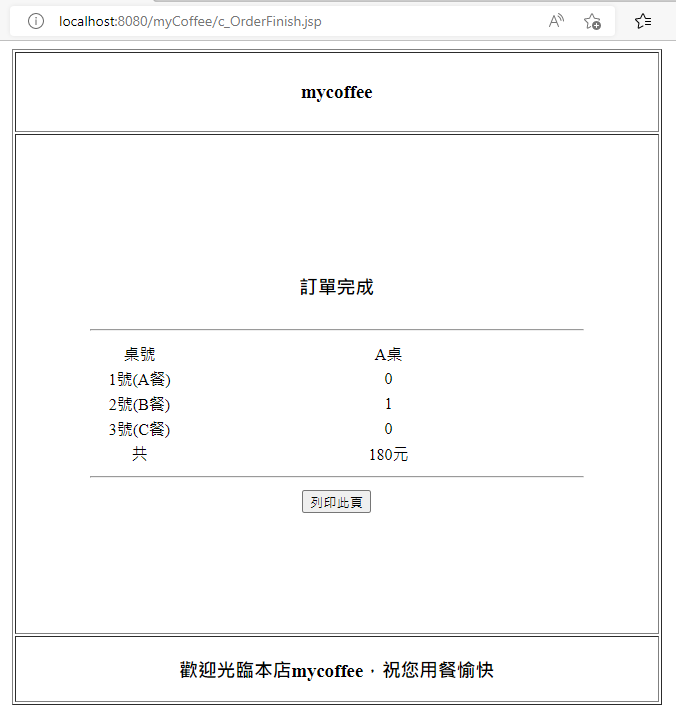 localhost:8080/myCoffee/c_OrderFinish.jsp
mycoffee
訂單完成
桌號 A桌
1號(A餐) 0
2號(B餐) 1
3號(C餐) 0
共 180元
列印此頁
歡迎光臨本店mycoffee，祝您用餐愉快